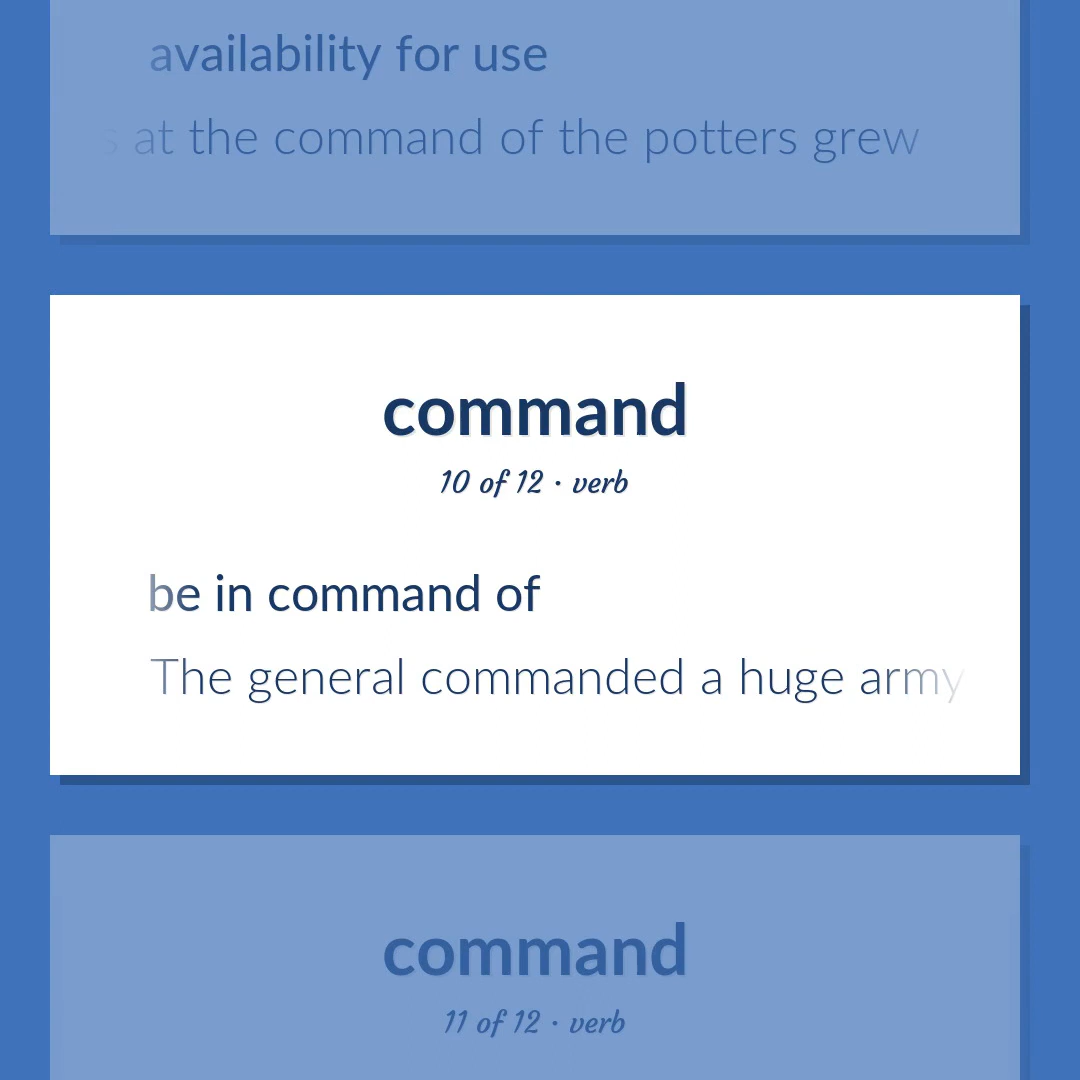 availability for use
s at the command of the potters grew
command
10 of 12 · verb
be in command of
The general commanded a huge army
command
11 of 12 · verb